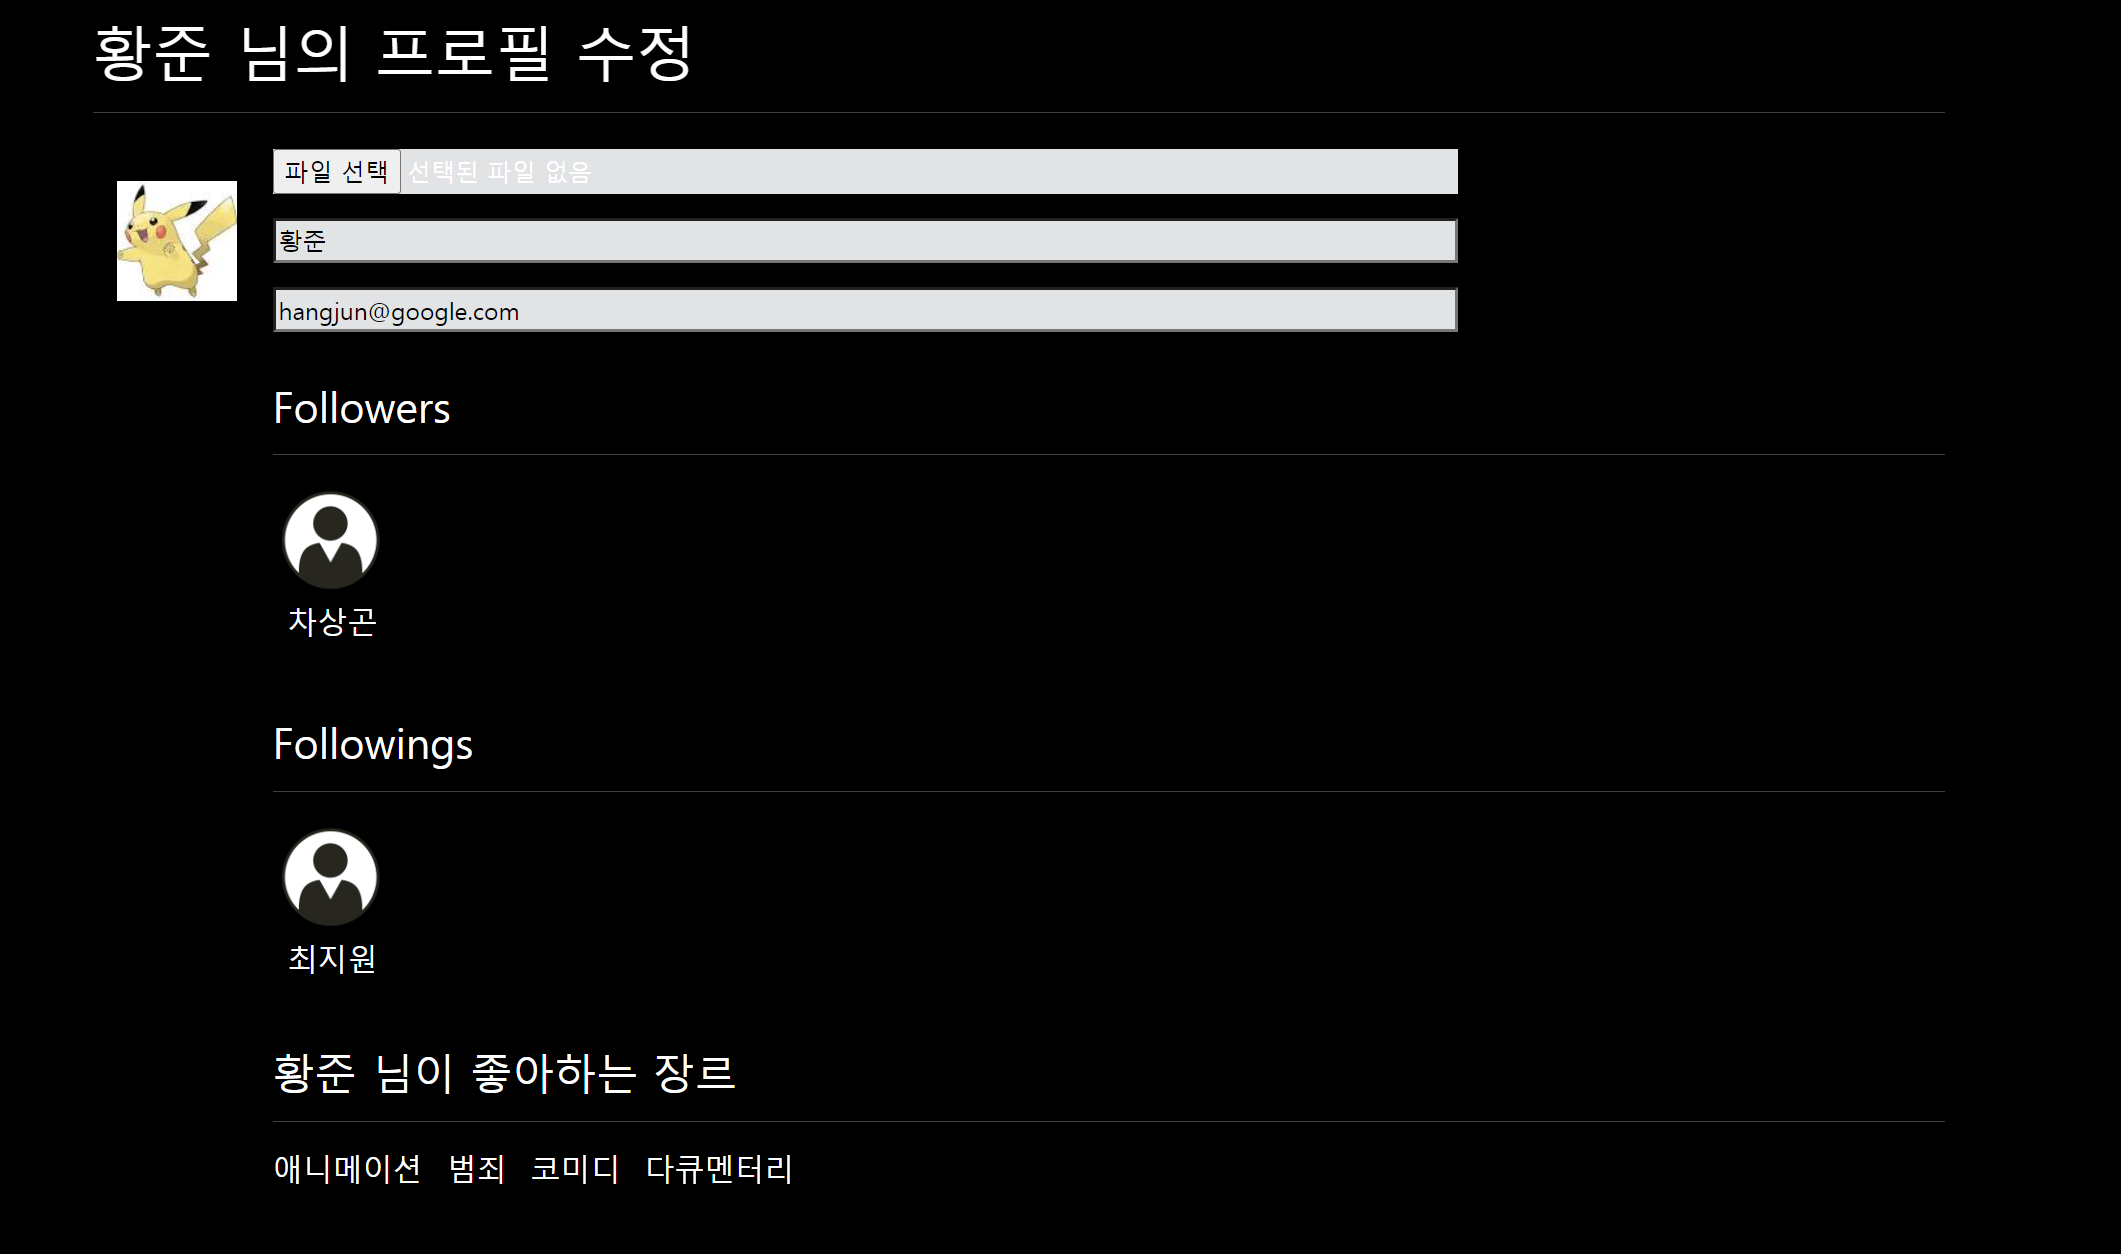 황준 님의 프로필 수정
파일 선택 선택된 파일 없음
황준
hangjun@google.com
Followers
차상곤
Followings
최지원
황준 님이 좋아하는 장르
애니메이션 범죄 코미디 다큐멘터리